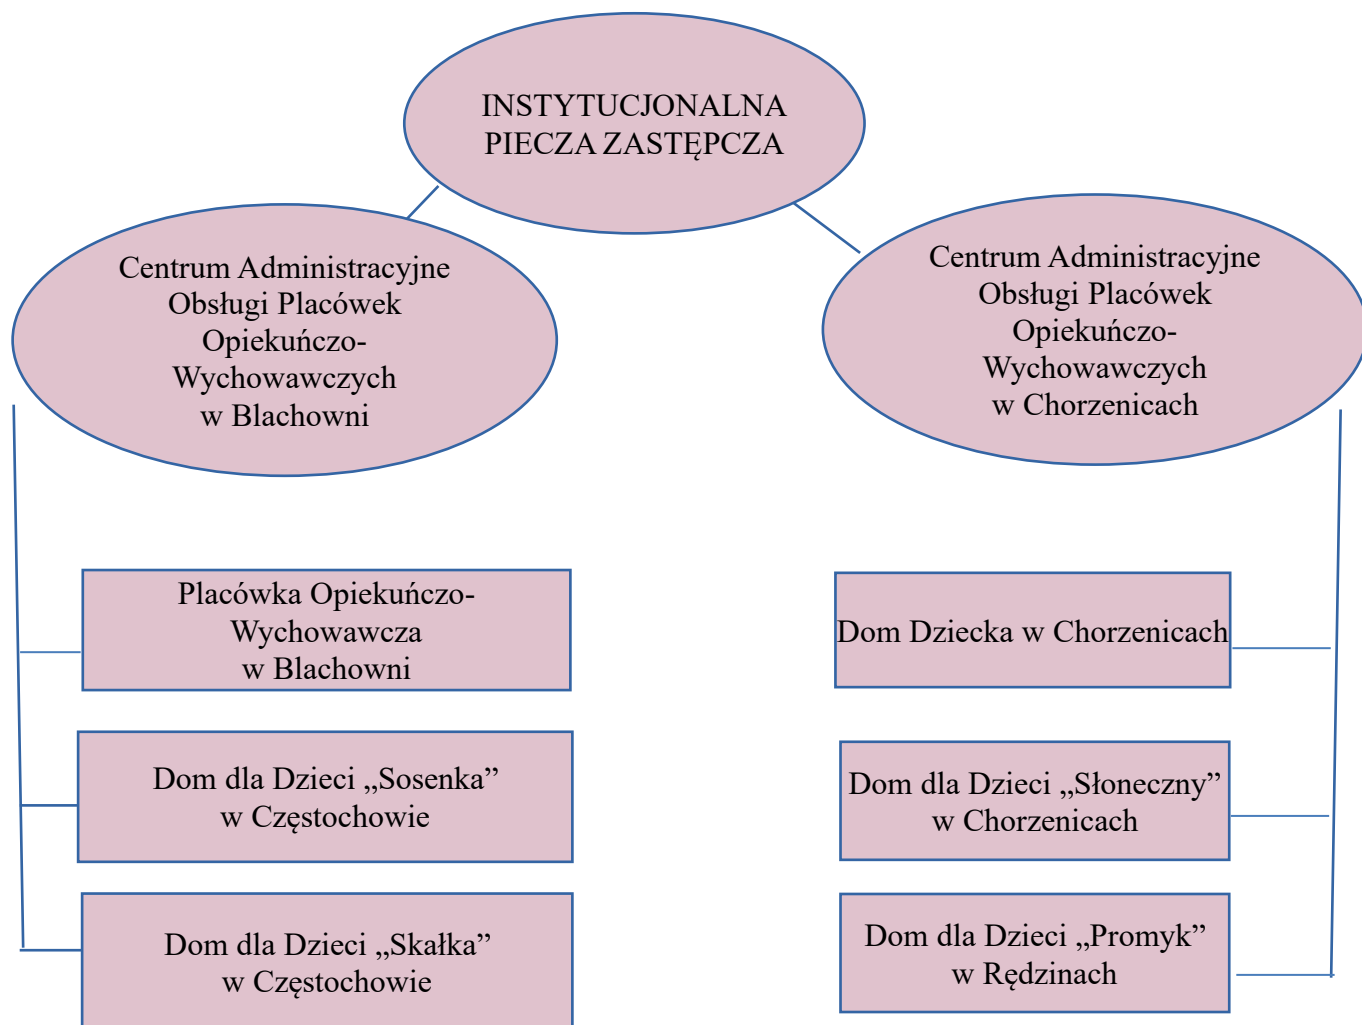 INSTYTUCJONALNA
PIECZA ZASTĘPCZA
Centrum Administracyjne
Obsługi Placówek
Opiekuńczo-
Wychowawczych
w Blachowni
Centrum Administracyjne
Obsługi Placówek
Opiekuńczo-
Wychowawczych
w Chorzenicach
Placówka Opiekuńczo-
Wychowawcza
w Blachowni
Dom dla Dzieci „Sosenka”
w Częstochowie
Dom dla Dzieci „Skałka”
w Częstochowie
Dom Dziecka w Chorzenicach
Dom dla Dzieci „Słoneczny”
w Chorzenicach
Dom dla Dzieci „Promyk”
w Rędzinach